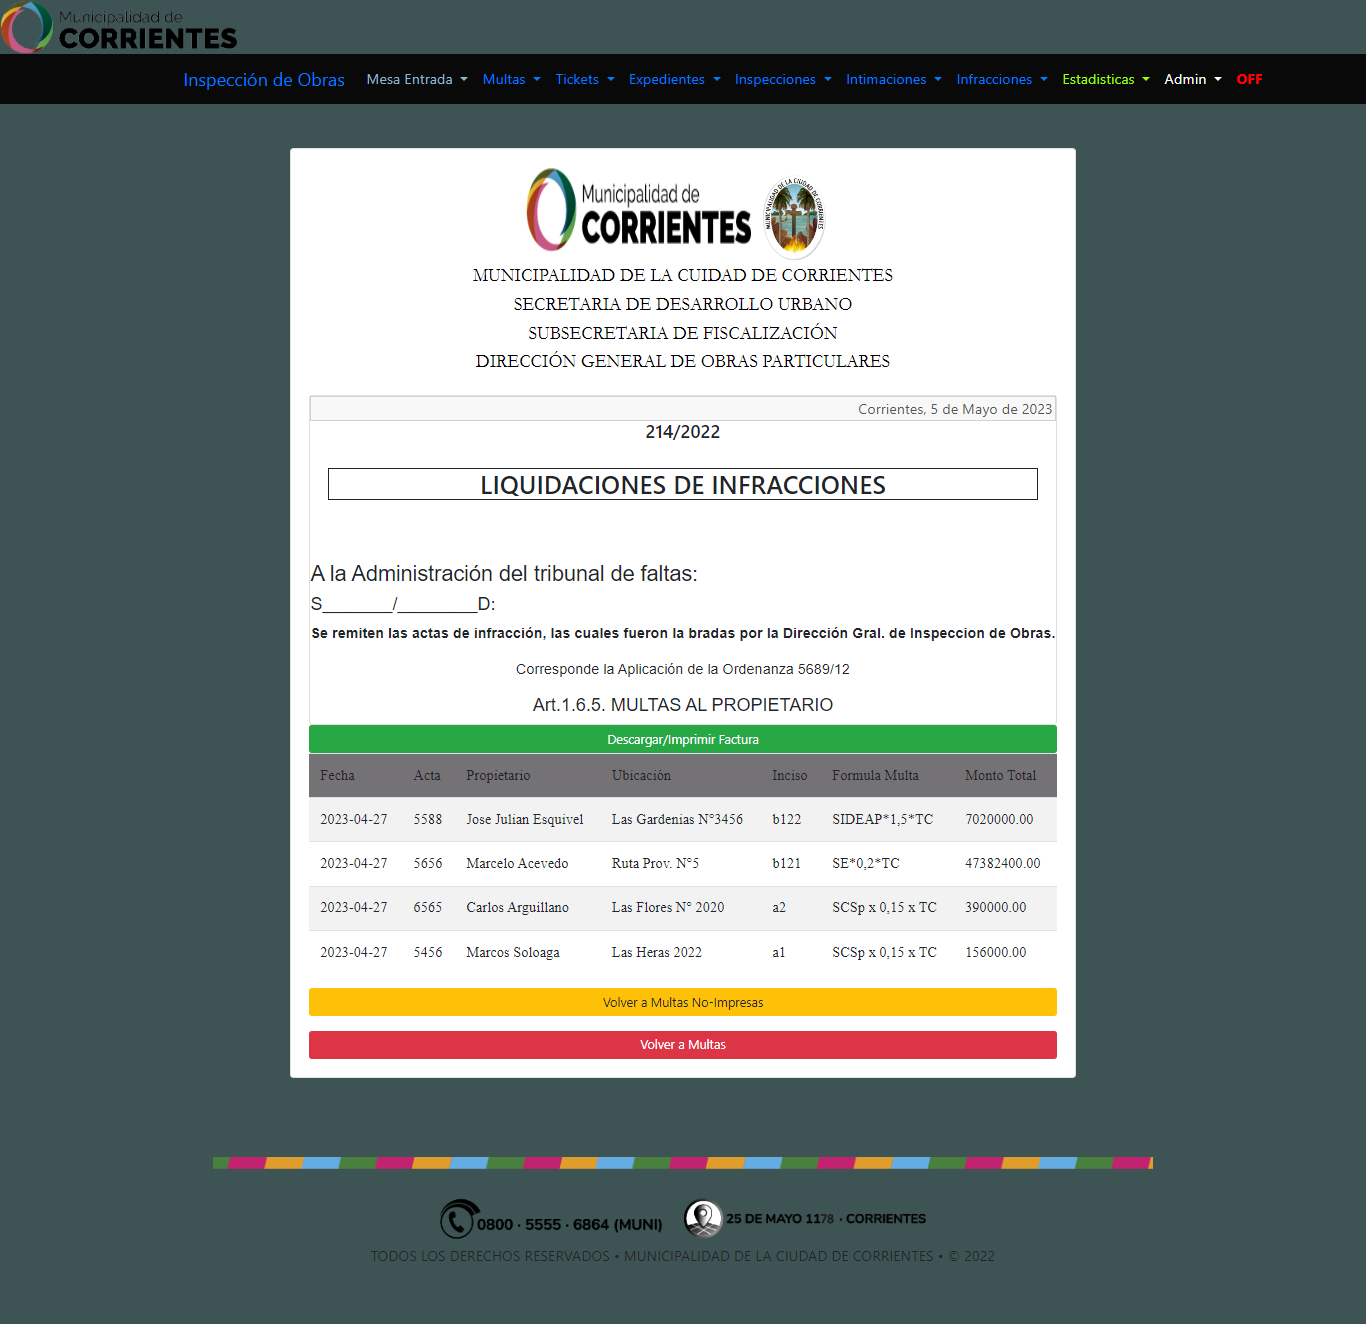 Municipalidad de
CORRIENTES
Inspección de Obras Mesa Entrada Multas Tickets Expedientes Inspecciones Intimaciones Infracciones Estadisticas Admin OFF
Municipalidad de
CORRIENTES
MUNICIPALIDAD DE LA CIUDAD DE CORRIENTES
MUNICIPALIDAD DE LA CUIDAD DE CORRIENTES
SECRETARIA DE DESARROLLO URBANO
SUBSECRETARIA DE FISCALIZACIÓN
DIRECCIÓN GENERAL DE OBRAS PARTICULARES
Corrientes, 5 de Mayo de 2023
214/2022
LIQUIDACIONES DE INFRACCIONES
A la Administración del tribunal de faltas:
S_______/________D:
Se remiten las actas de infracción, las cuales fueron la bradas por la Dirección Gral. de Inspeccion de Obras.
Corresponde la Aplicación de la Ordenanza 5689/12
Art.1.6.5. MULTAS AL PROPIETARIO
Descargar/Imprimir Factura
Fecha Acta Propietario Ubicación Inciso Formula Multa Monto Total
2023-04-27 5588 Jose Julian Esquivel Las Gardenias N°3456 b122 SIDEAP*1,5*TC 7020000.00
2023-04-27 5656 Marcelo Acevedo Ruta Prov. N°5 b121 SE*0,2*TC 47382400.00
2023-04-27 6565 Carlos Arguillano Las Flores N° 2020 a2 SCSp x 0,15 x TC 390000.00
2023-04-27 5456 Marcos Soloaga Las Heras 2022 a1 SCSp x 0,15 x TC 156000.00
Volver a Multas No-Impresas
Volver a Multas
0800 · 5555 · 6864 (MUNI) 25 DE MAYO 1178 · CORRIENTES
TODOS LOS DERECHOS RESERVADOS • MUNICIPALIDAD DE LA CIUDAD DE CORRIENTES • © 2022